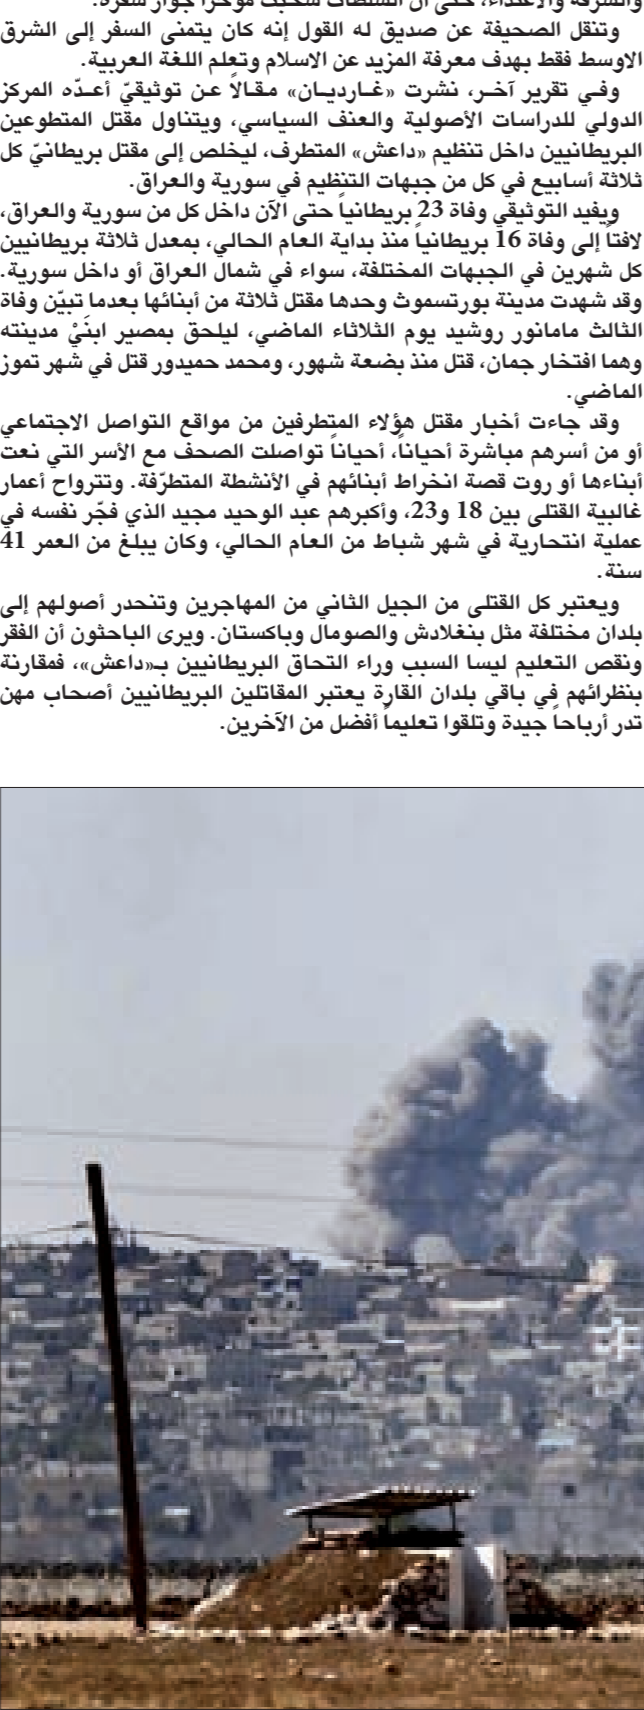 والسرقة والاعتداء، حتى أن السلطات سحبت مؤخراً جواز سفره.
وتنقل الصحيفة عن صديق له القول إنه كان يتمنى السفر إلى الشرق
الاوسط فقط بهدف معرفة المزيد عن الاسلام وتعلم اللغة العربية.
وفي تقرير آخر، نشرت «غارديان» مقالاً عن توثيقيّ أعدّه المركز
الدولي للدراسات الأصولية والعنف السياسي، ويتناول مقتل المتطوعين
البريطانيين داخل تنظيم «داعش» المتطرف، ليخلص إلى مقتل بريطانيّ كل
ثلاثة أسابيع في كل من جبهات التنظيم في سورية والعراق.
ويفيد التوثيقي وفاة 23 بريطانياً حتى الآن داخل كل من سورية والعراق،
لافتاً إلى وفاة 16 بريطانياً منذ بداية العام الحالي، بمعدل ثلاثة بريطانيين
كل شهرين في الجبهات المختلفة، سواء في شمال العراق أو داخل سورية.
وقد شهدت مدينة بورتسموث وحدها مقتل ثلاثة من أبنائها بعدما تبيّن وفاة
الثالث مامانور روشيد يوم الثلاثاء الماضي، ليلحق بمصير ابنَيْ مدينته
وهما افتخار جمان، قتل منذ بضعة شهور، ومحمد حميدور قتل في شهر تموز
الماضي.
وقد جاءت أخبار مقتل هؤلاء المتطرفين من مواقع التواصل الاجتماعي
أو من أسرهم مباشرة أحياناً، أحياناً تواصلت الصحف مع الأسر التي نعت
أبناءها أو روت قصة انخراط أبنائهم في الأنشطة المتطرّفة. وتترواح أعمار
غالبية القتلى بين 18 و23، وأكبرهم عبد الوحيد مجيد الذي فجّر نفسه في
عملية انتحارية في شهر شباط من العام الحالي، وكان يبلغ من العمر 41
سنة.
ويعتبر كل القتلى من الجيل الثاني من المهاجرين وتنحدر أصولهم إلى
بلدان مختلفة مثل بنغلادش والصومال وباكستان. ويرى الباحثون أن الفقر
ونقص التعليم ليسا السبب وراء التحاق البريطانيين بـ«داعش»، فمقارنة
بنظرائهم في باقي بلدان القارة يعتبر المقاتلين البريطانيين أصحاب مهن
تدر أرباحاً جيدة وتلقوا تعليماً أفضل من الآخرين.